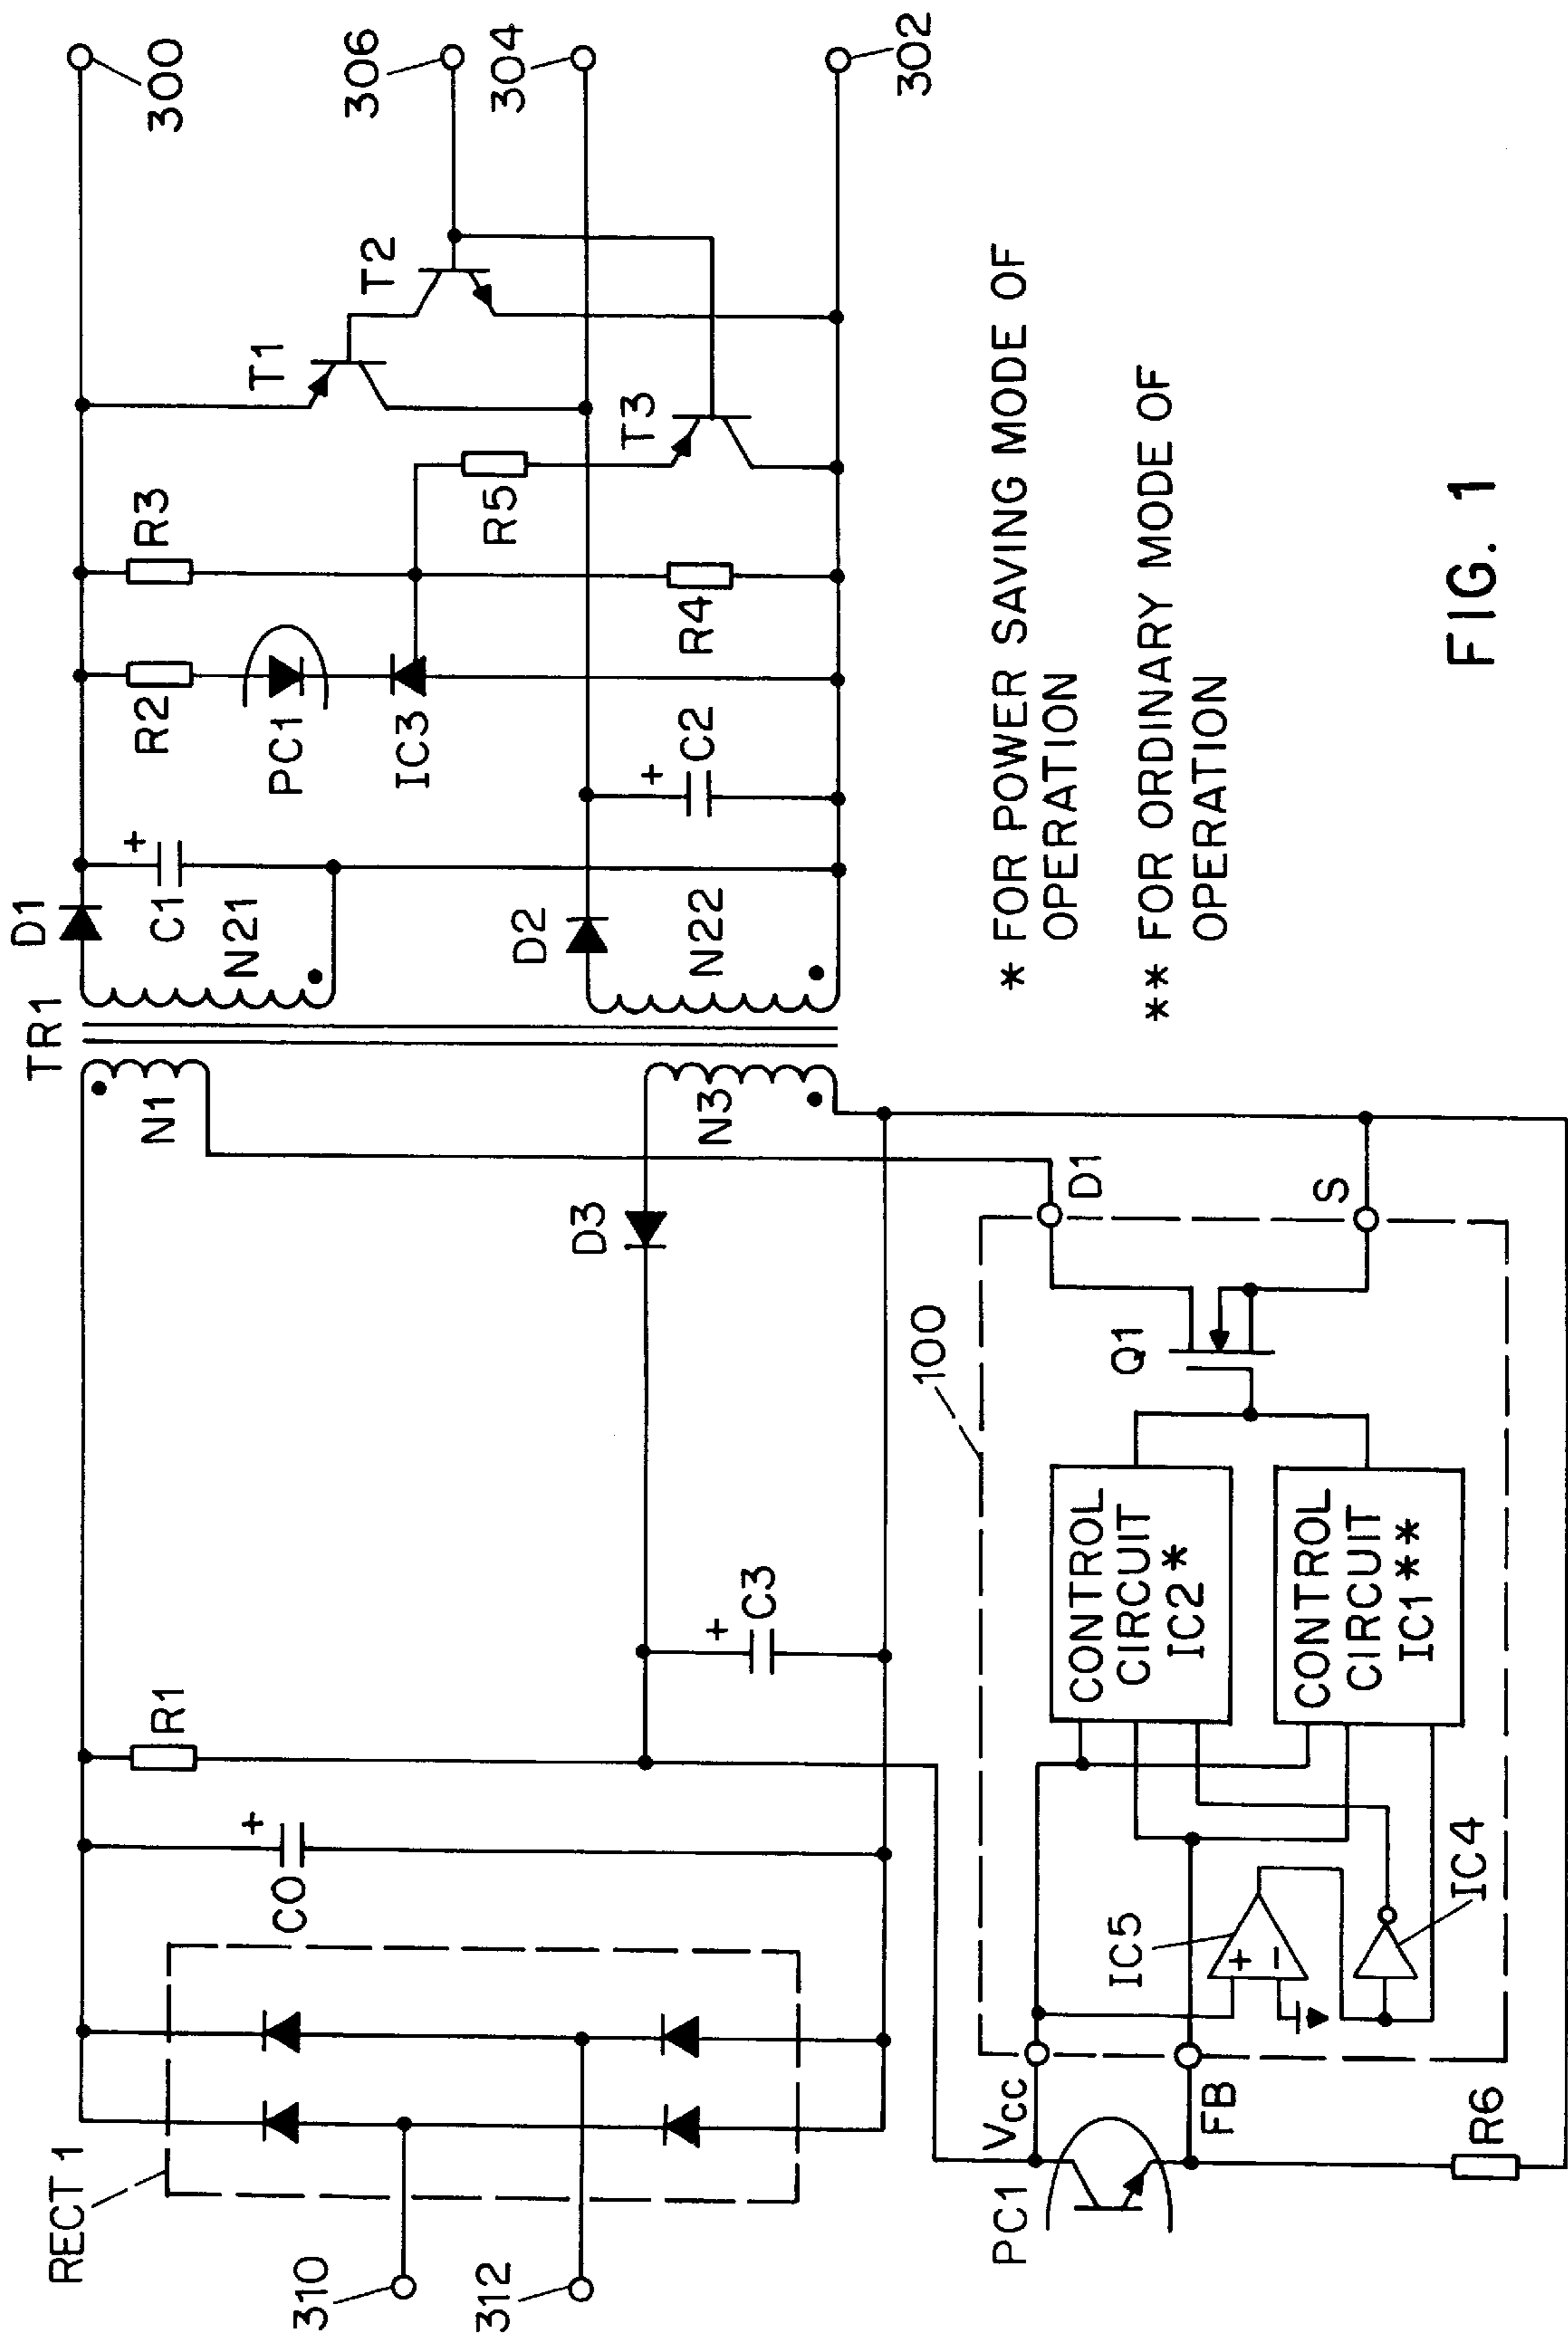 RECT 1
310
312
C0
+
R1
C3
+
D3
N1
N3
TR1
D1
C1
+
N21
D2
N22
R2
PC1
IC3
C2
+
R3
R4
R5
T1
T2
T3
300
306
304
302
PC1
VCC
FB
R6
100
IC5
+
−
IC4
CONTROL
CIRCUIT
IC2*
CONTROL
CIRCUIT
IC1**
Q1
D1
S
* FOR POWER SAVING MODE OF
OPERATION
** FOR ORDINARY MODE OF
OPERATION
FIG. 1